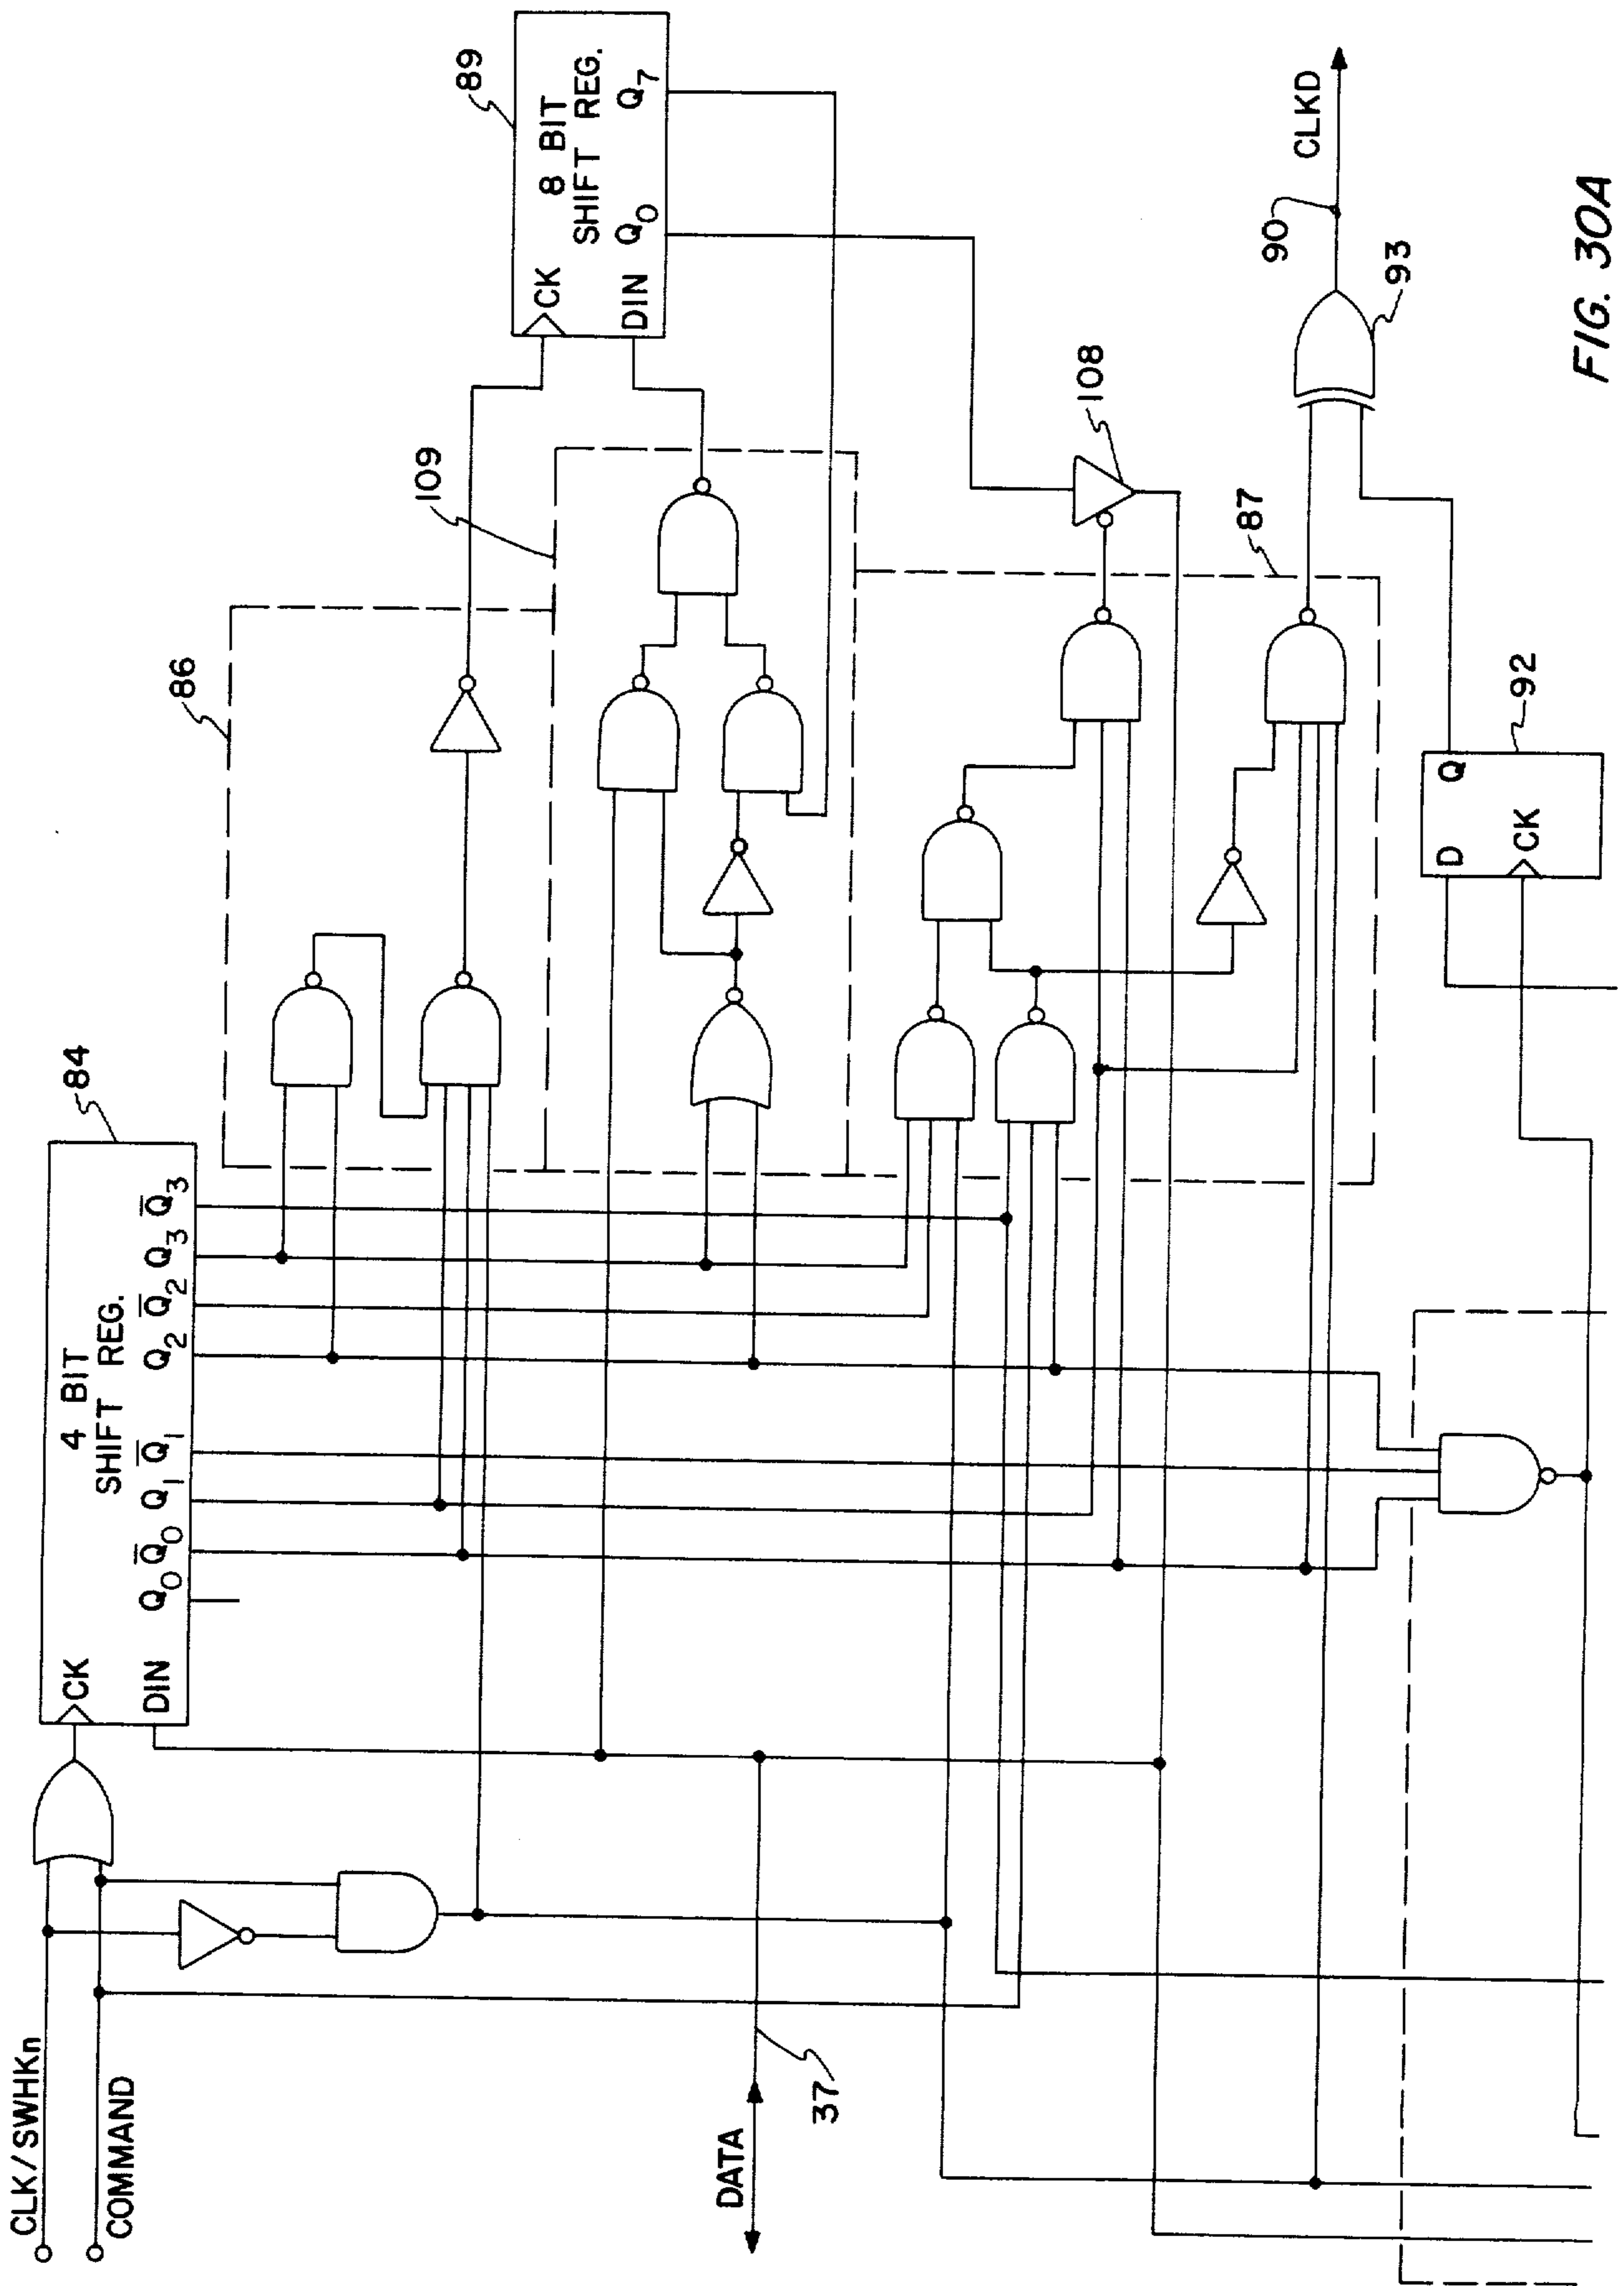 CLK/SWHKn
COMMAND
DATA
37
CK
DIN
4 BIT
SHIFT REG.
Q0 Q̅0 Q1 Q̅1 Q2 Q̅2 Q3 Q̅3
84
86
109
87
89
8 BIT
SHIFT REG.
CK
DIN
Q0
Q7
108
92
D
Q
CK
93
90
CLKD
FIG. 30A